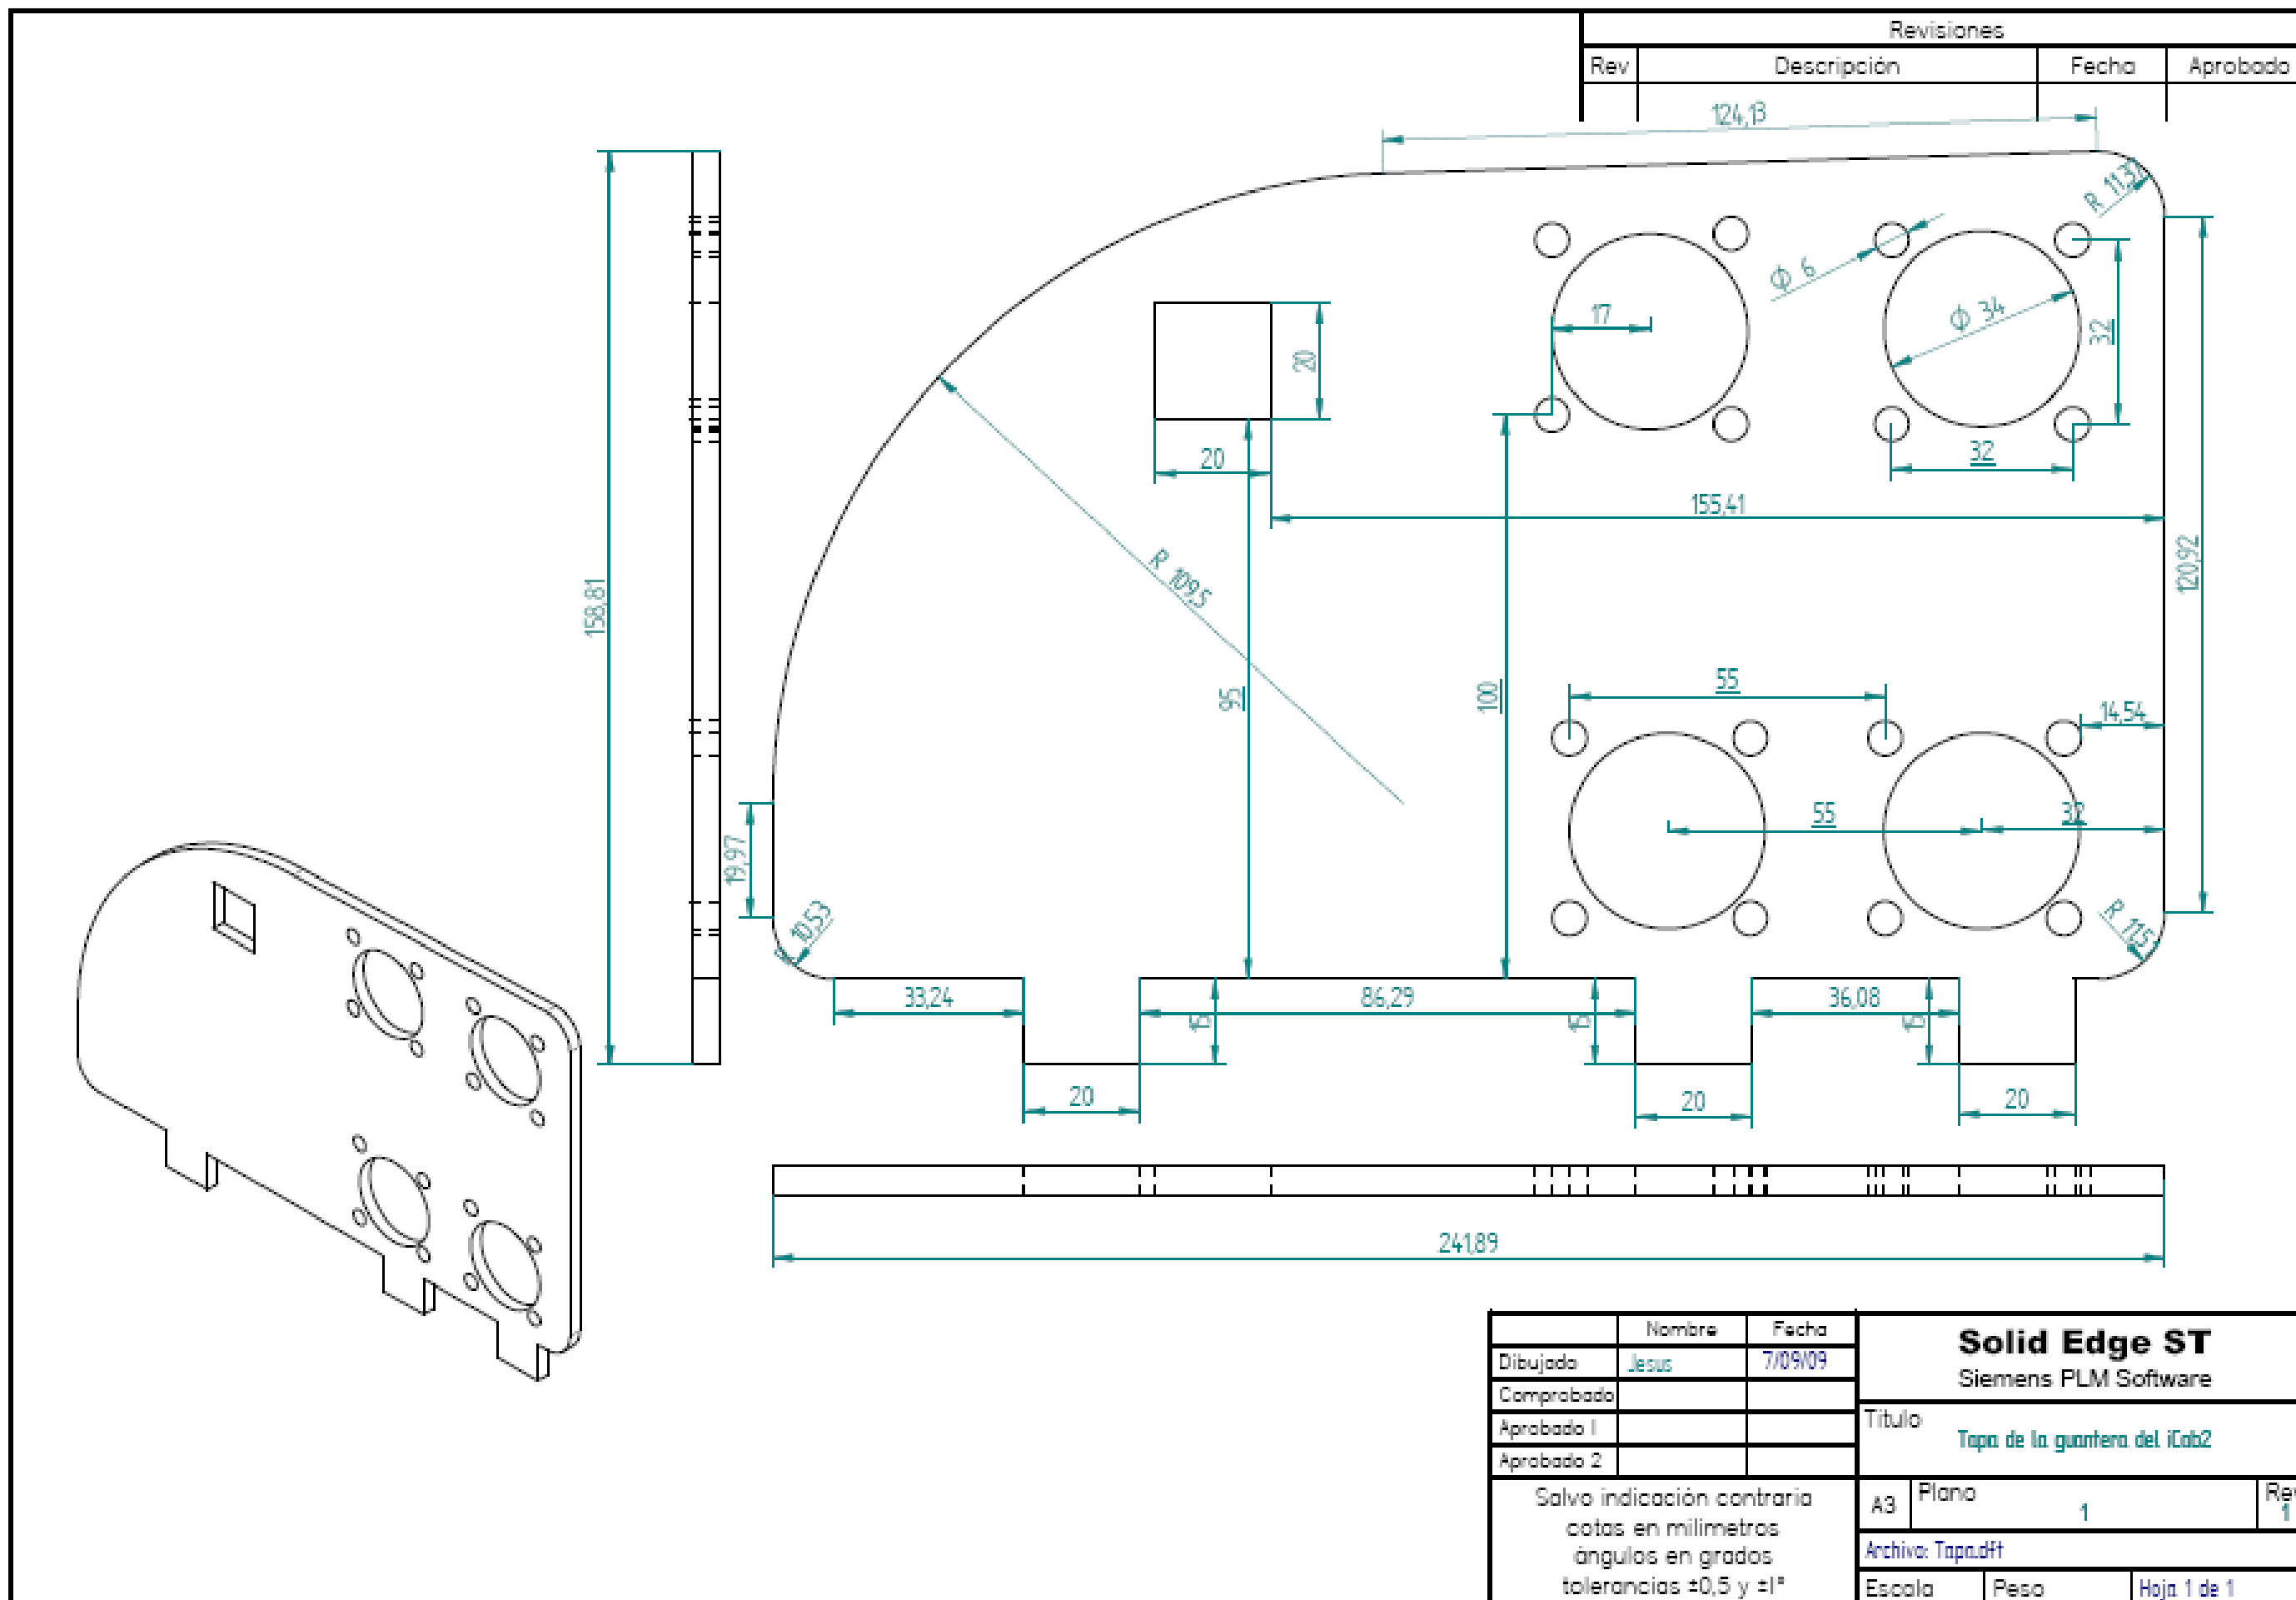 Revisiones
Rev Descripción Fecha Aprobado
124,13
R 11,37
Φ 6
17
Φ 34
32
20
20
32
155,41
158,81
R 109,5
120,92
95
100
55
14,54
55
32
19,97
10,53
R 11,5
33,24
86,29
36,08
15
15
15
20
20
20
241,89
Nombre Fecha
Dibujado Jesus 7/09/09
Comprobado
Aprobado 1
Aprobado 2
Solid Edge ST
Siemens PLM Software
Titulo
Tapa de la guantera del iCab2
Salvo indicación contraria
cotas en milimetros
ángulos en grados
tolerancias ±0,5 y ±1°
A3 Plano 1 Rev 1
Archivo: Tapa.dft
Escala Peso Hoja 1 de 1